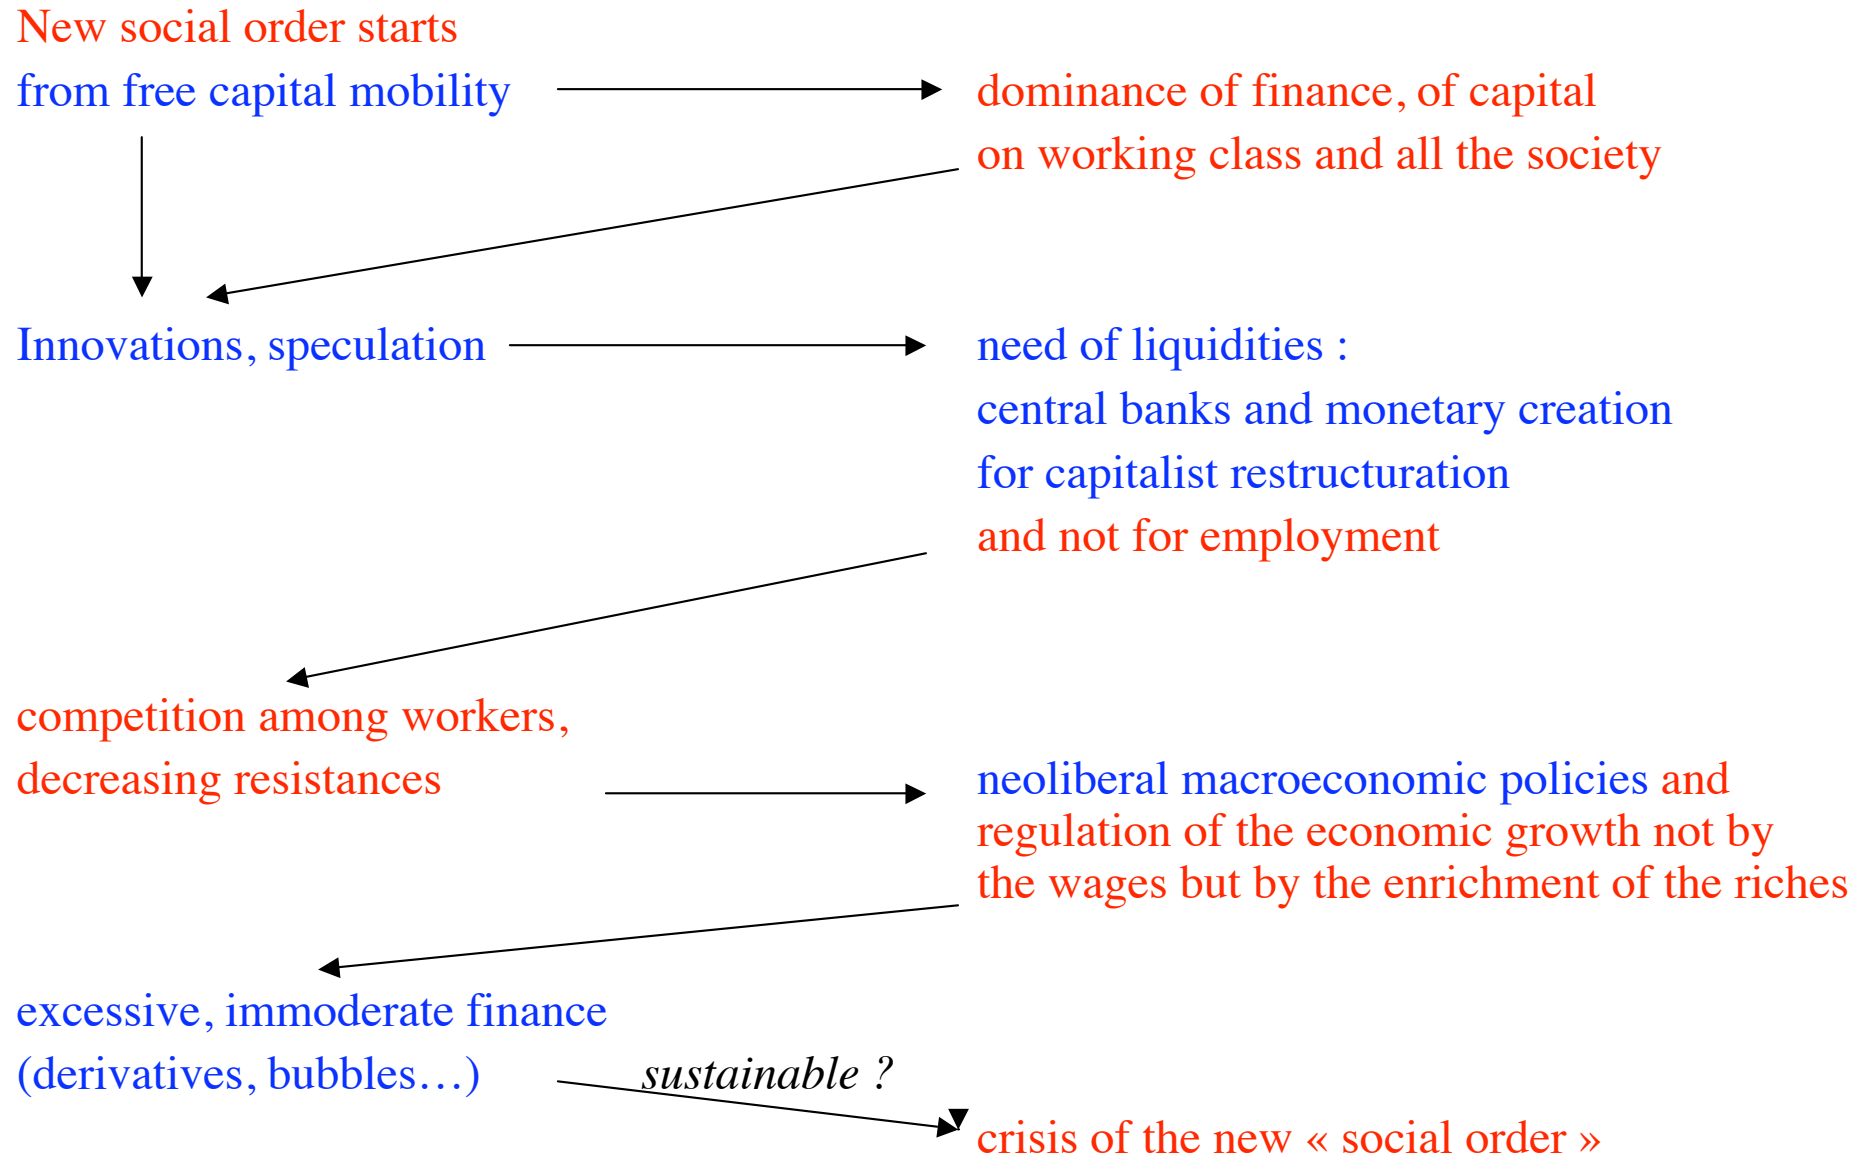 New social order starts
from free capital mobility
dominance of finance, of capital
on working class and all the society
Innovations, speculation
need of liquidities :
central banks and monetary creation
for capitalist restructuration
and not for employment
competition among workers,
decreasing resistances
neoliberal macroeconomic policies and
regulation of the economic growth not by
the wages but by the enrichment of the riches
excessive, immoderate finance
(derivatives, bubbles…)
sustainable ?
crisis of the new « social order »